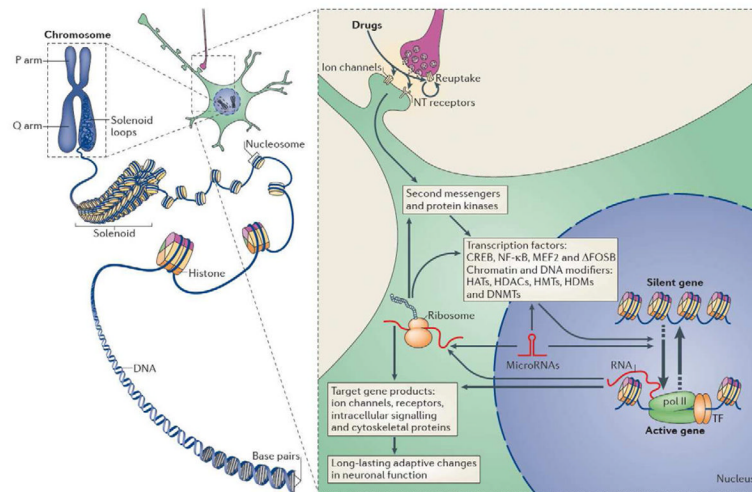 Chromosome
P arm
Q arm
Solenoid
loops
Nucleosome
Solenoid
Histone
DNA
Base pairs
Drugs
Ion channels
Reuptake
NT receptors
Second messengers
and protein kinases
Transcription factors:
CREB, NF-κB, MEF2 and ΔFOSB
Chromatin and DNA modifiers:
HATs, HDACs, HMTs, HDMs
and DNMTs
Silent gene
Ribosome
MicroRNAs
RNA
pol II
TF
Active gene
Target gene products:
ion channels, receptors,
intracellular signalling
and cytoskeletal proteins
Long-lasting adaptive changes
in neuronal function
Nucleus